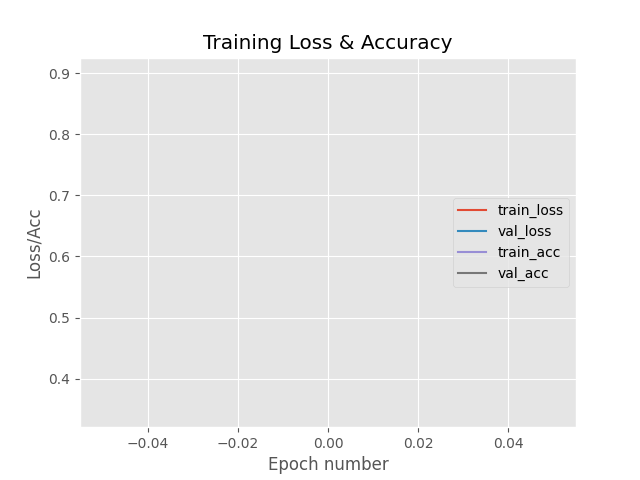 Training Loss & Accuracy
0.9
0.8
0.7
0.6
0.5
0.4
Loss/Acc
train_loss
val_loss
train_acc
val_acc
−0.04
−0.02
0.00
0.02
0.04
Epoch number